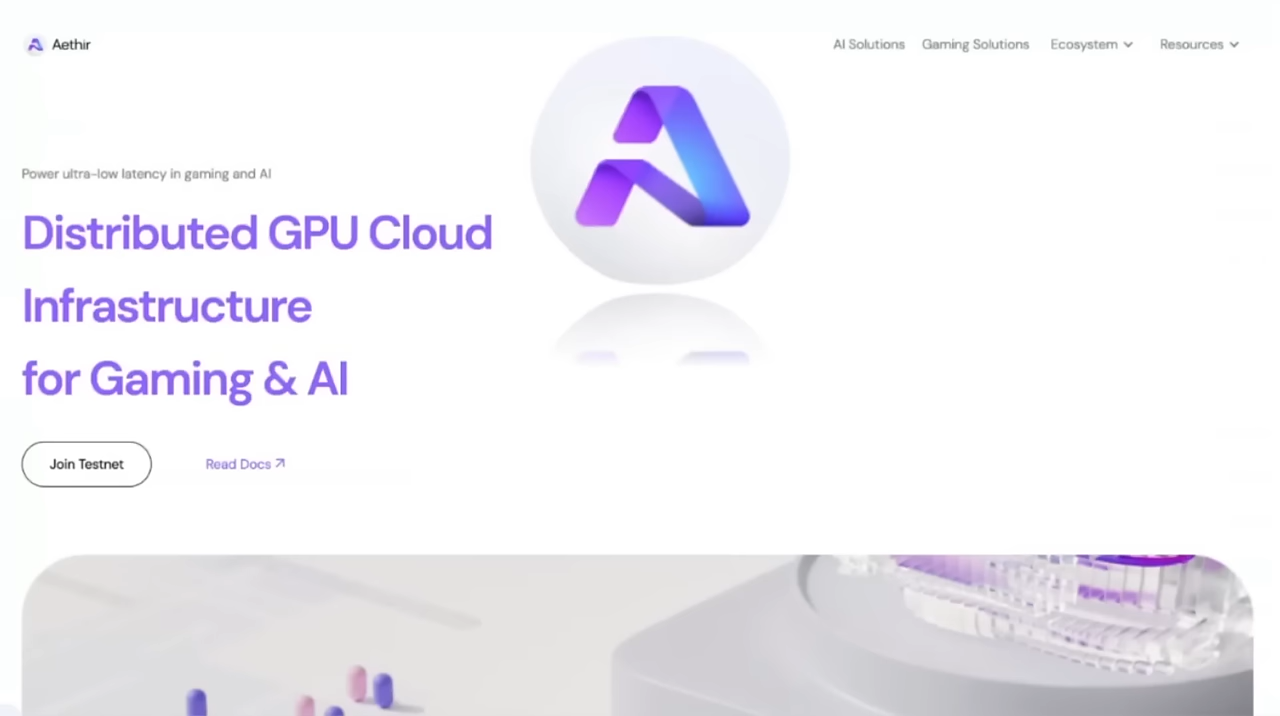 Aethir
AI Solutions
Gaming Solutions
Ecosystem
Resources
Power ultra-low latency in gaming and AI
Distributed GPU Cloud
Infrastructure
for Gaming & AI
Join Testnet
Read Docs